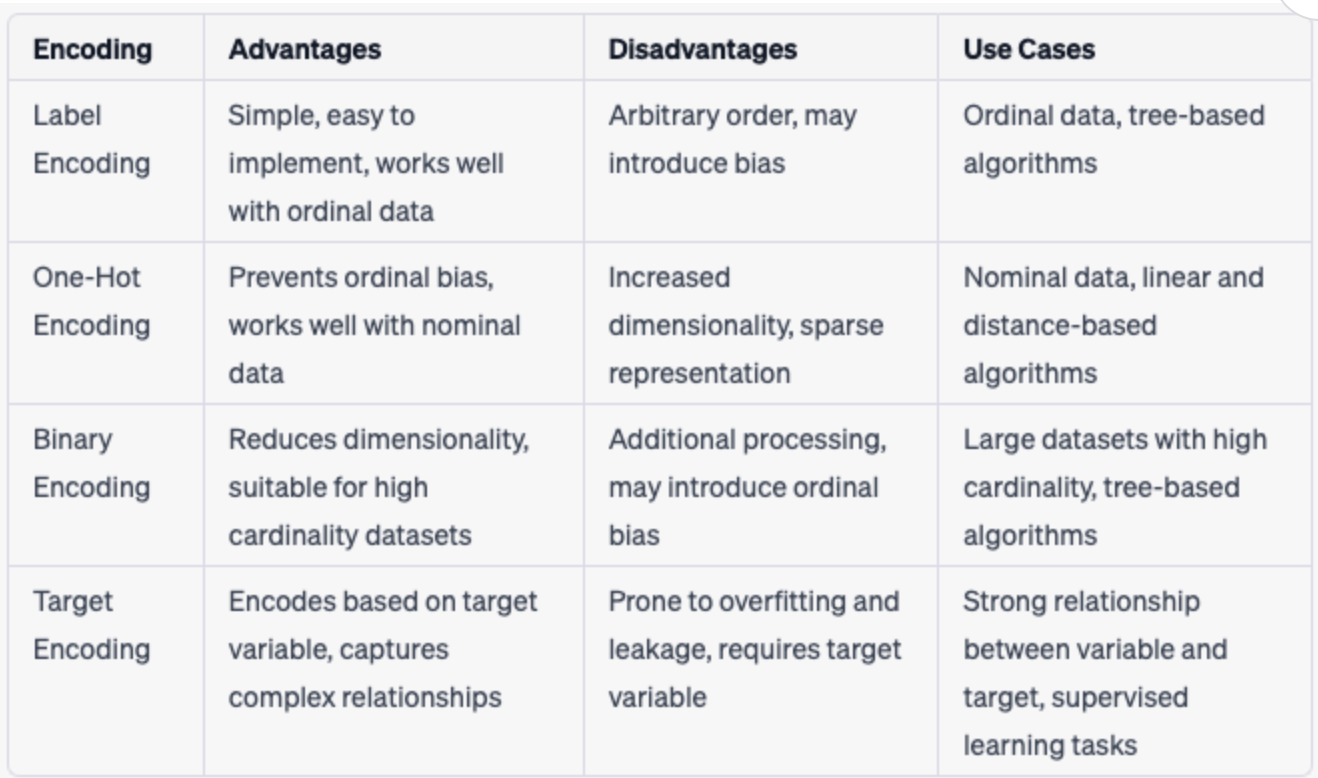 Encoding
Advantages
Disadvantages
Use Cases
Label
Encoding
Simple, easy to
implement, works well
with ordinal data
Arbitrary order, may
introduce bias
Ordinal data, tree-based
algorithms
One-Hot
Encoding
Prevents ordinal bias,
works well with nominal
data
Increased
dimensionality, sparse
representation
Nominal data, linear and
distance-based
algorithms
Binary
Encoding
Reduces dimensionality,
suitable for high
cardinality datasets
Additional processing,
may introduce ordinal
bias
Large datasets with high
cardinality, tree-based
algorithms
Target
Encoding
Encodes based on target
variable, captures
complex relationships
Prone to overfitting and
leakage, requires target
variable
Strong relationship
between variable and
target, supervised
learning tasks